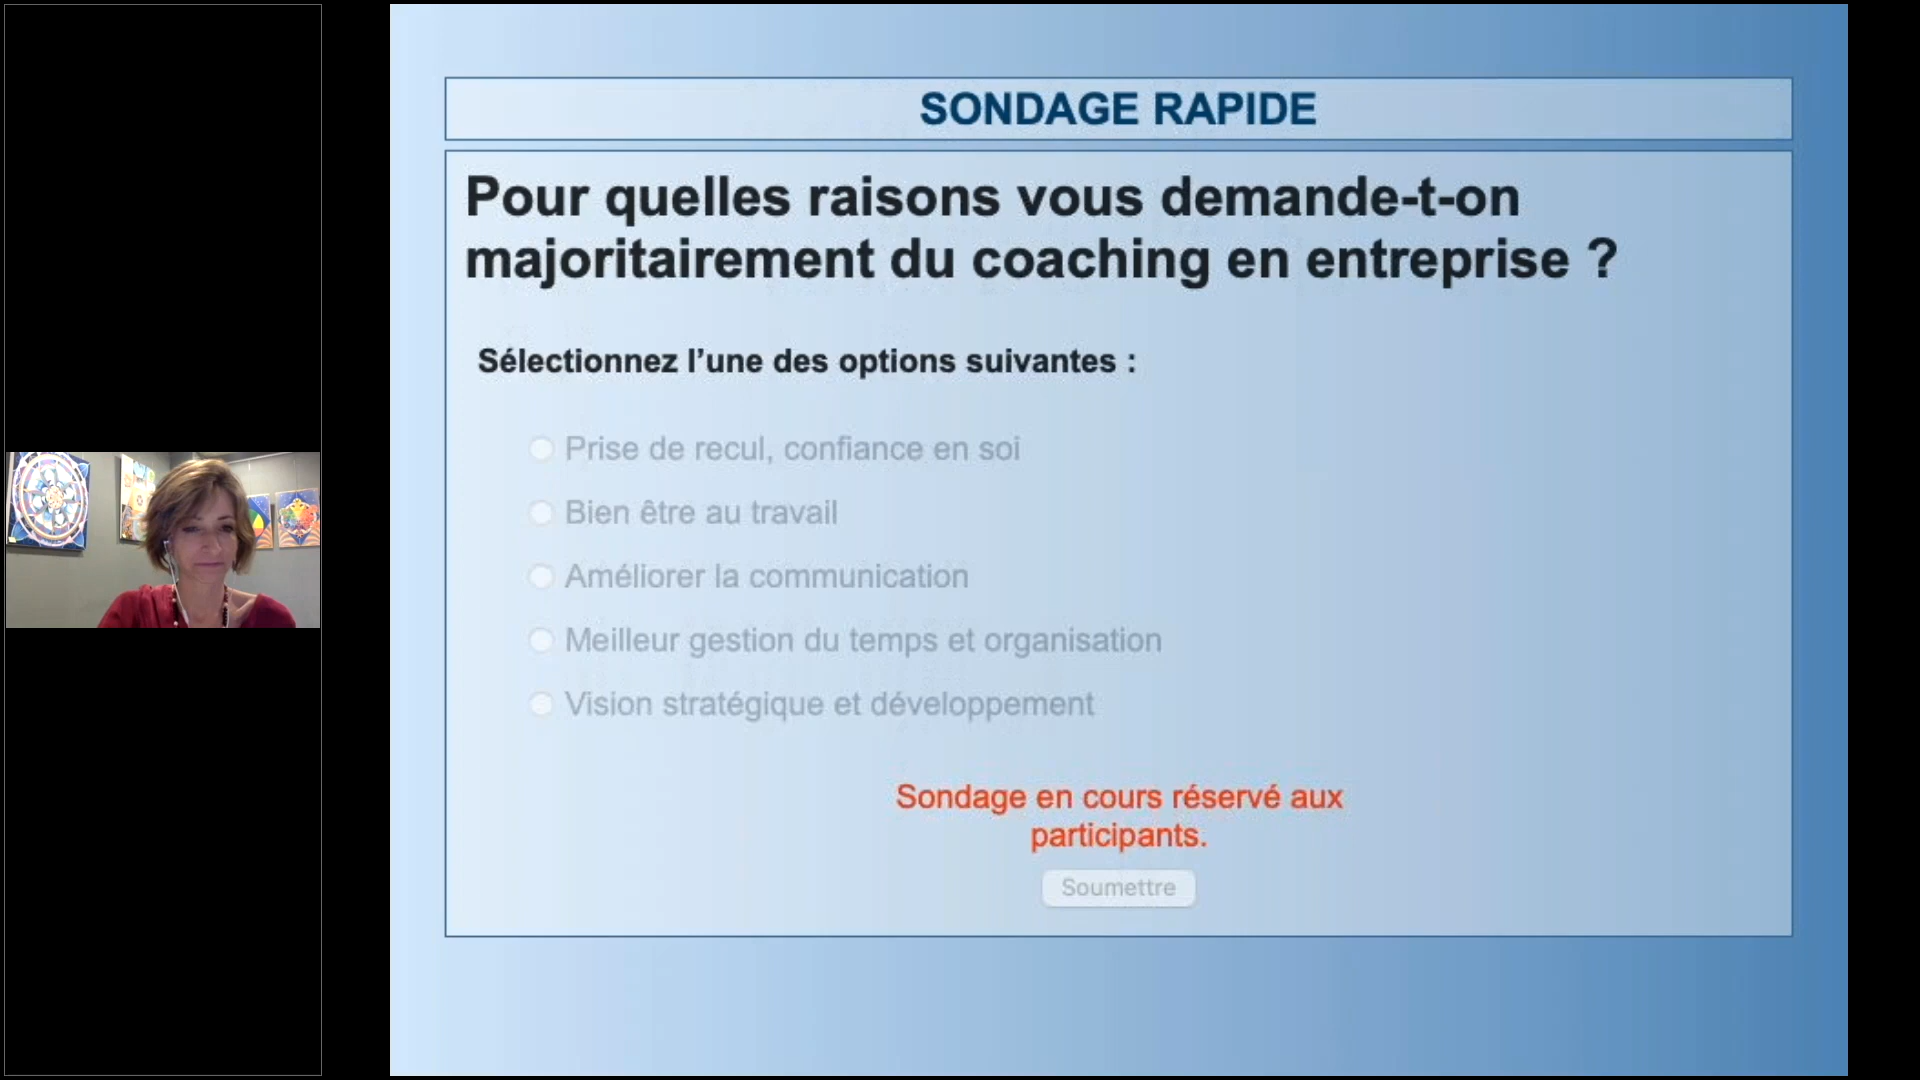 SONDAGE RAPIDE
Pour quelles raisons vous demande-t-on
majoritairement du coaching en entreprise ?
Sélectionnez l’une des options suivantes :
Prise de recul, confiance en soi
Bien être au travail
Améliorer la communication
Meilleur gestion du temps et organisation
Vision stratégique et développement
Sondage en cours réservé aux
participants.
Soumettre